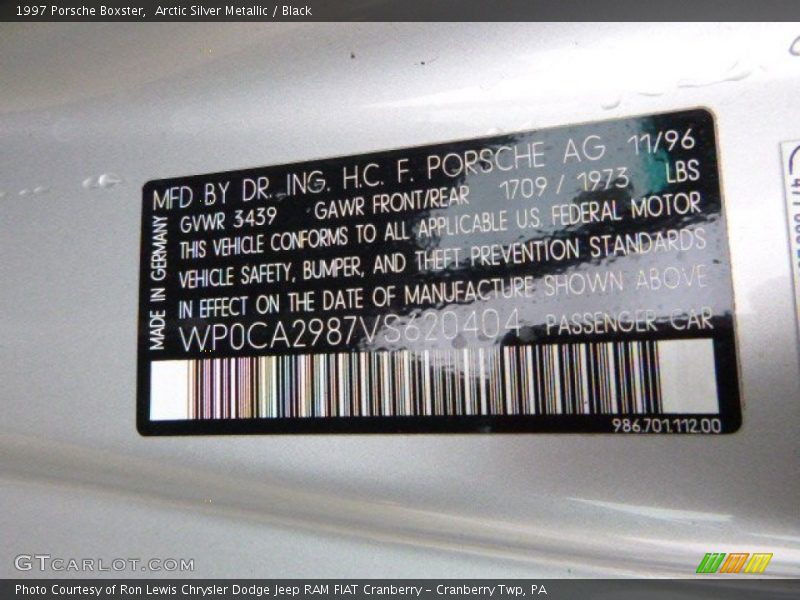 1997 Porsche Boxster,  Arctic Silver Metallic / Black
MFD BY DR. ING. H.C. F. PORSCHE AG 11/96
GVWR 3439 GAWR FRONT/REAR 1709 / 1973 LBS
THIS VEHICLE CONFORMS TO ALL APPLICABLE U.S. FEDERAL MOTOR
VEHICLE SAFETY, BUMPER, AND THEFT PREVENTION STANDARDS
IN EFFECT ON THE DATE OF MANUFACTURE SHOWN ABOVE
WP0CA2987VS620404 PASSENGER CAR
MADE IN GERMANY
986.701.112.00
GTCARLOT.COM
Photo Courtesy of Ron Lewis Chrysler Dodge Jeep RAM FIAT Cranberry – Cranberry Twp, PA